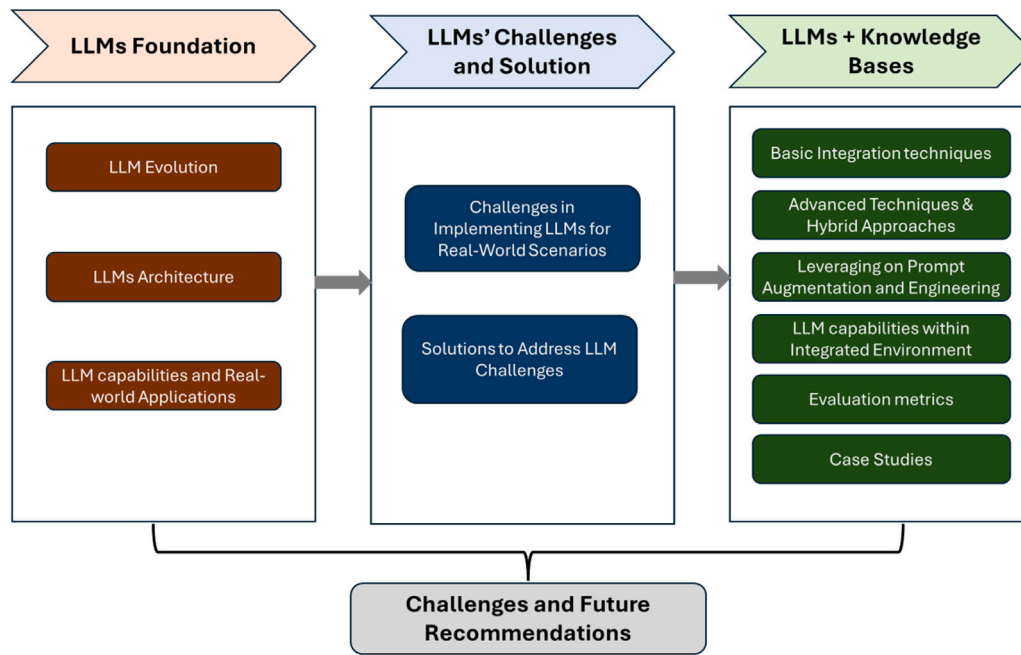 LLMs Foundation
LLM Evolution
LLMs Architecture
LLM capabilities and Real-
world Applications
LLMs’ Challenges
and Solution
Challenges in
Implementing LLMs for
Real-World Scenarios
Solutions to Address LLM
Challenges
LLMs + Knowledge
Bases
Basic Integration techniques
Advanced Techniques &
Hybrid Approaches
Leveraging on Prompt
Augmentation and Engineering
LLM capabilities within
Integrated Environment
Evaluation metrics
Case Studies
Challenges and Future
Recommendations